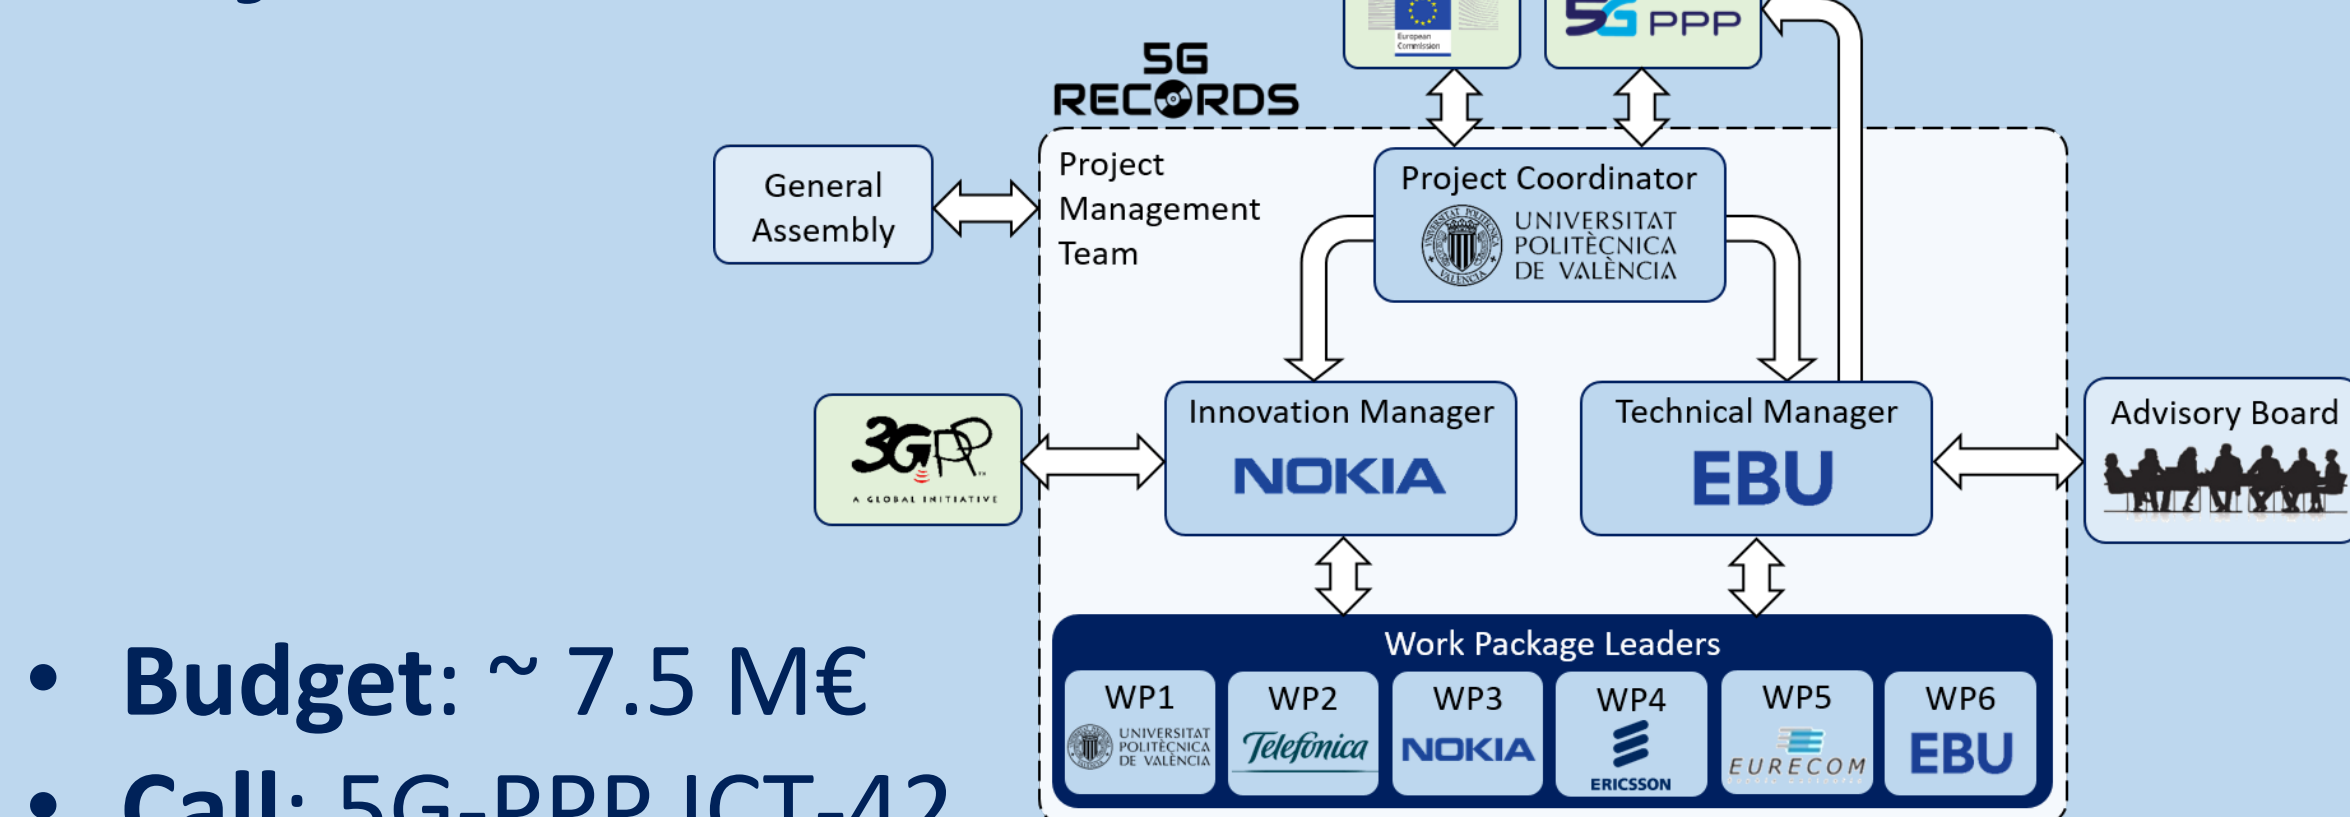 European
Commission
5G PPP
5G
RECORDS
Project
Management
Team
General
Assembly
Project Coordinator
UNIVERSITAT
POLITÈCNICA
DE VALÈNCIA
3GPP
A GLOBAL INITIATIVE
Innovation Manager
NOKIA
Technical Manager
EBU
Advisory Board
Work Package Leaders
WP1
UNIVERSITAT
POLITÈCNICA
DE VALÈNCIA
WP2
Telefónica
WP3
NOKIA
WP4
ERICSSON
WP5
EURECOM
WP6
EBU
• Budget: ~ 7.5 M€
• Call: 5G-PPP ICT-42